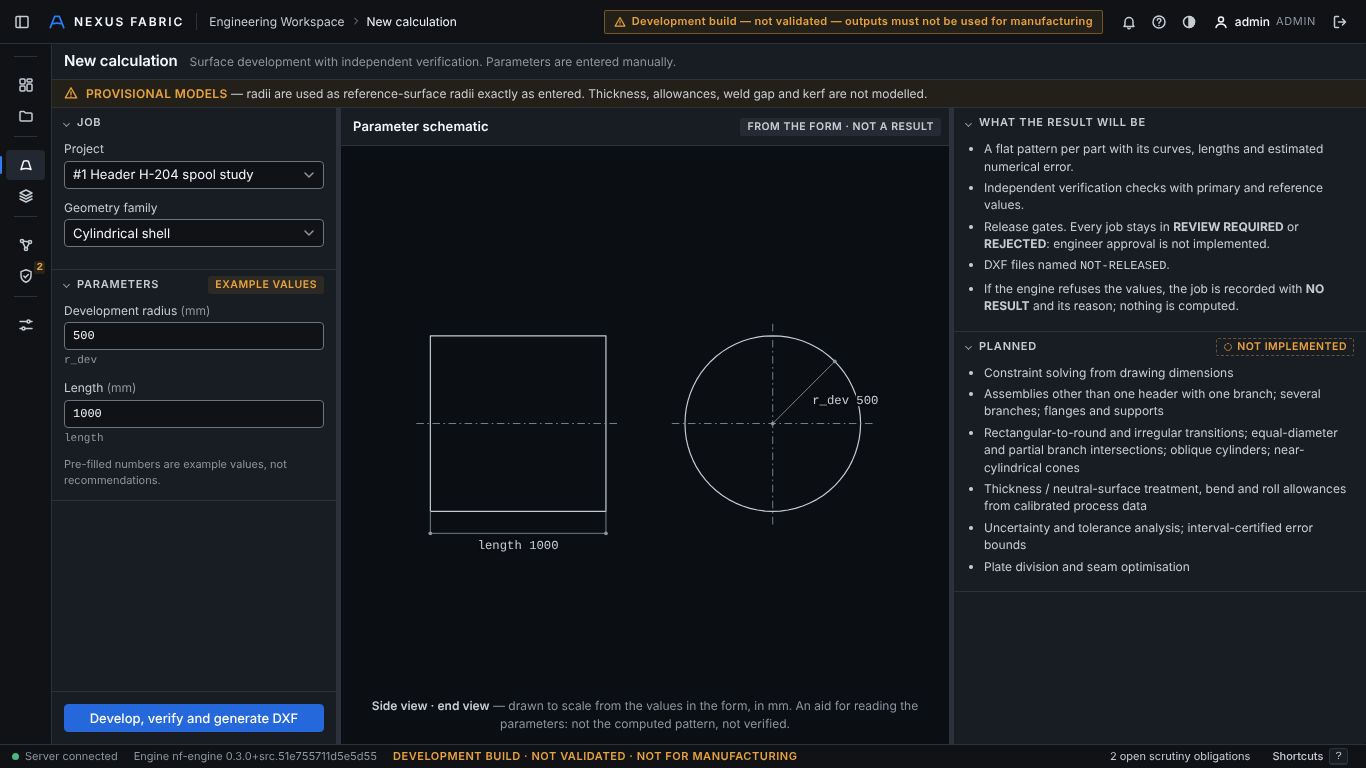 NEXUS FABRIC
Engineering Workspace › New calculation
Development build — not validated — outputs must not be used for manufacturing
admin ADMIN
New calculation
Surface development with independent verification. Parameters are entered manually.
PROVISIONAL MODELS — radii are used as reference-surface radii exactly as entered. Thickness, allowances, weld gap and kerf are not modelled.
2
JOB
Project
#1 Header H-204 spool study
Geometry family
Cylindrical shell
PARAMETERS
EXAMPLE VALUES
Development radius (mm)
500
r_dev
Length (mm)
1000
length
Pre-filled numbers are example values, not
recommendations.
Develop, verify and generate DXF
Parameter schematic
FROM THE FORM · NOT A RESULT
r_dev 500
length 1000
Side view · end view — drawn to scale from the values in the form, in mm. An aid for reading the
parameters: not the computed pattern, not verified.
WHAT THE RESULT WILL BE
• A flat pattern per part with its curves, lengths and estimated
numerical error.
• Independent verification checks with primary and reference
values.
• Release gates. Every job stays in REVIEW REQUIRED or
REJECTED: engineer approval is not implemented.
• DXF files named NOT-RELEASED.
• If the engine refuses the values, the job is recorded with NO
RESULT and its reason; nothing is computed.
PLANNED
NOT IMPLEMENTED
• Constraint solving from drawing dimensions
• Assemblies other than one header with one branch; several
branches; flanges and supports
• Rectangular-to-round and irregular transitions; equal-diameter
and partial branch intersections; oblique cylinders; near-
cylindrical cones
• Thickness / neutral-surface treatment, bend and roll allowances
from calibrated process data
• Uncertainty and tolerance analysis; interval-certified error
bounds
• Plate division and seam optimisation
Server connected
Engine nf-engine 0.3.0+src.51e755711d5e5d55
DEVELOPMENT BUILD · NOT VALIDATED · NOT FOR MANUFACTURING
2 open scrutiny obligations
Shortcuts ?